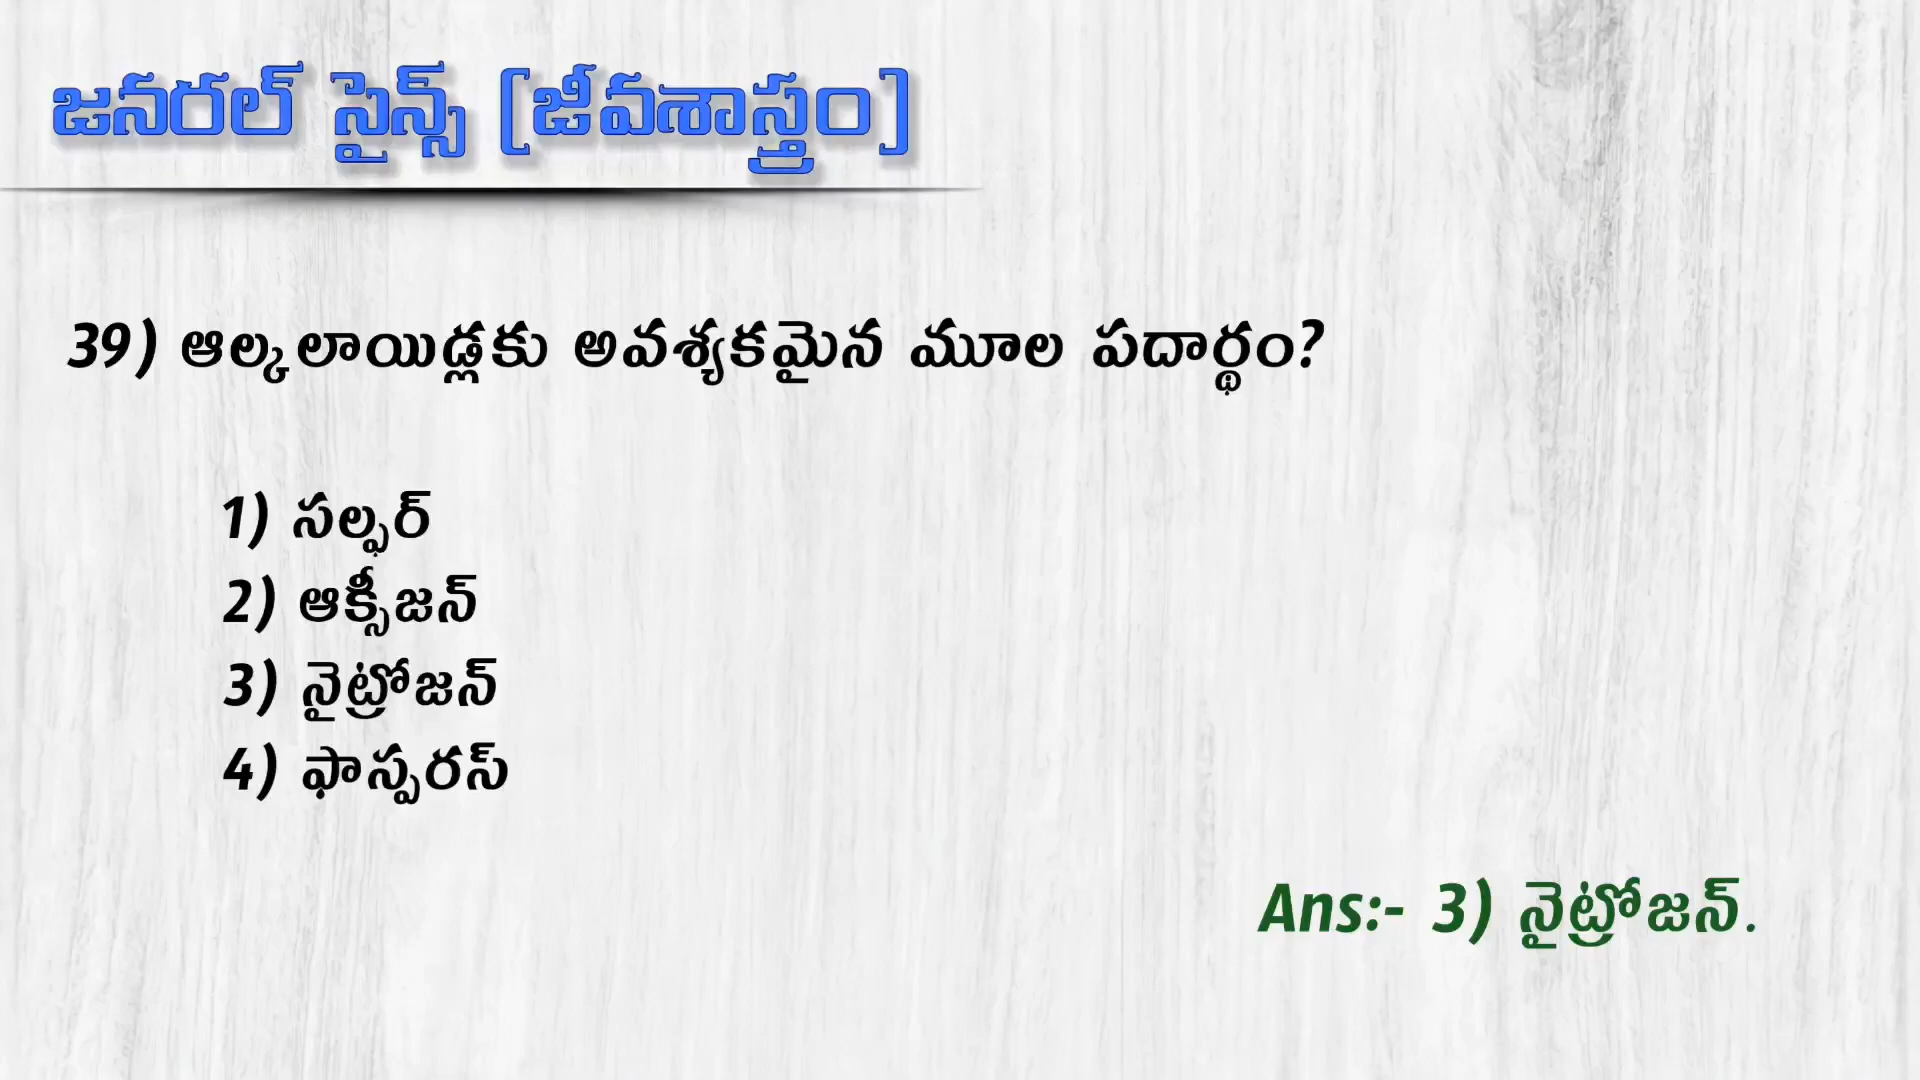 జనరల్ సైన్స్ [జీవశాస్త్రం]
39) ఆల్కలాయిడ్లకు అవశ్యకమైన మూల పదార్థం?
1) సల్ఫర్
2) ఆక్సీజన్
3) నైట్రోజన్
4) ఫాస్పరస్
Ans:- 3) నైట్రోజన్.